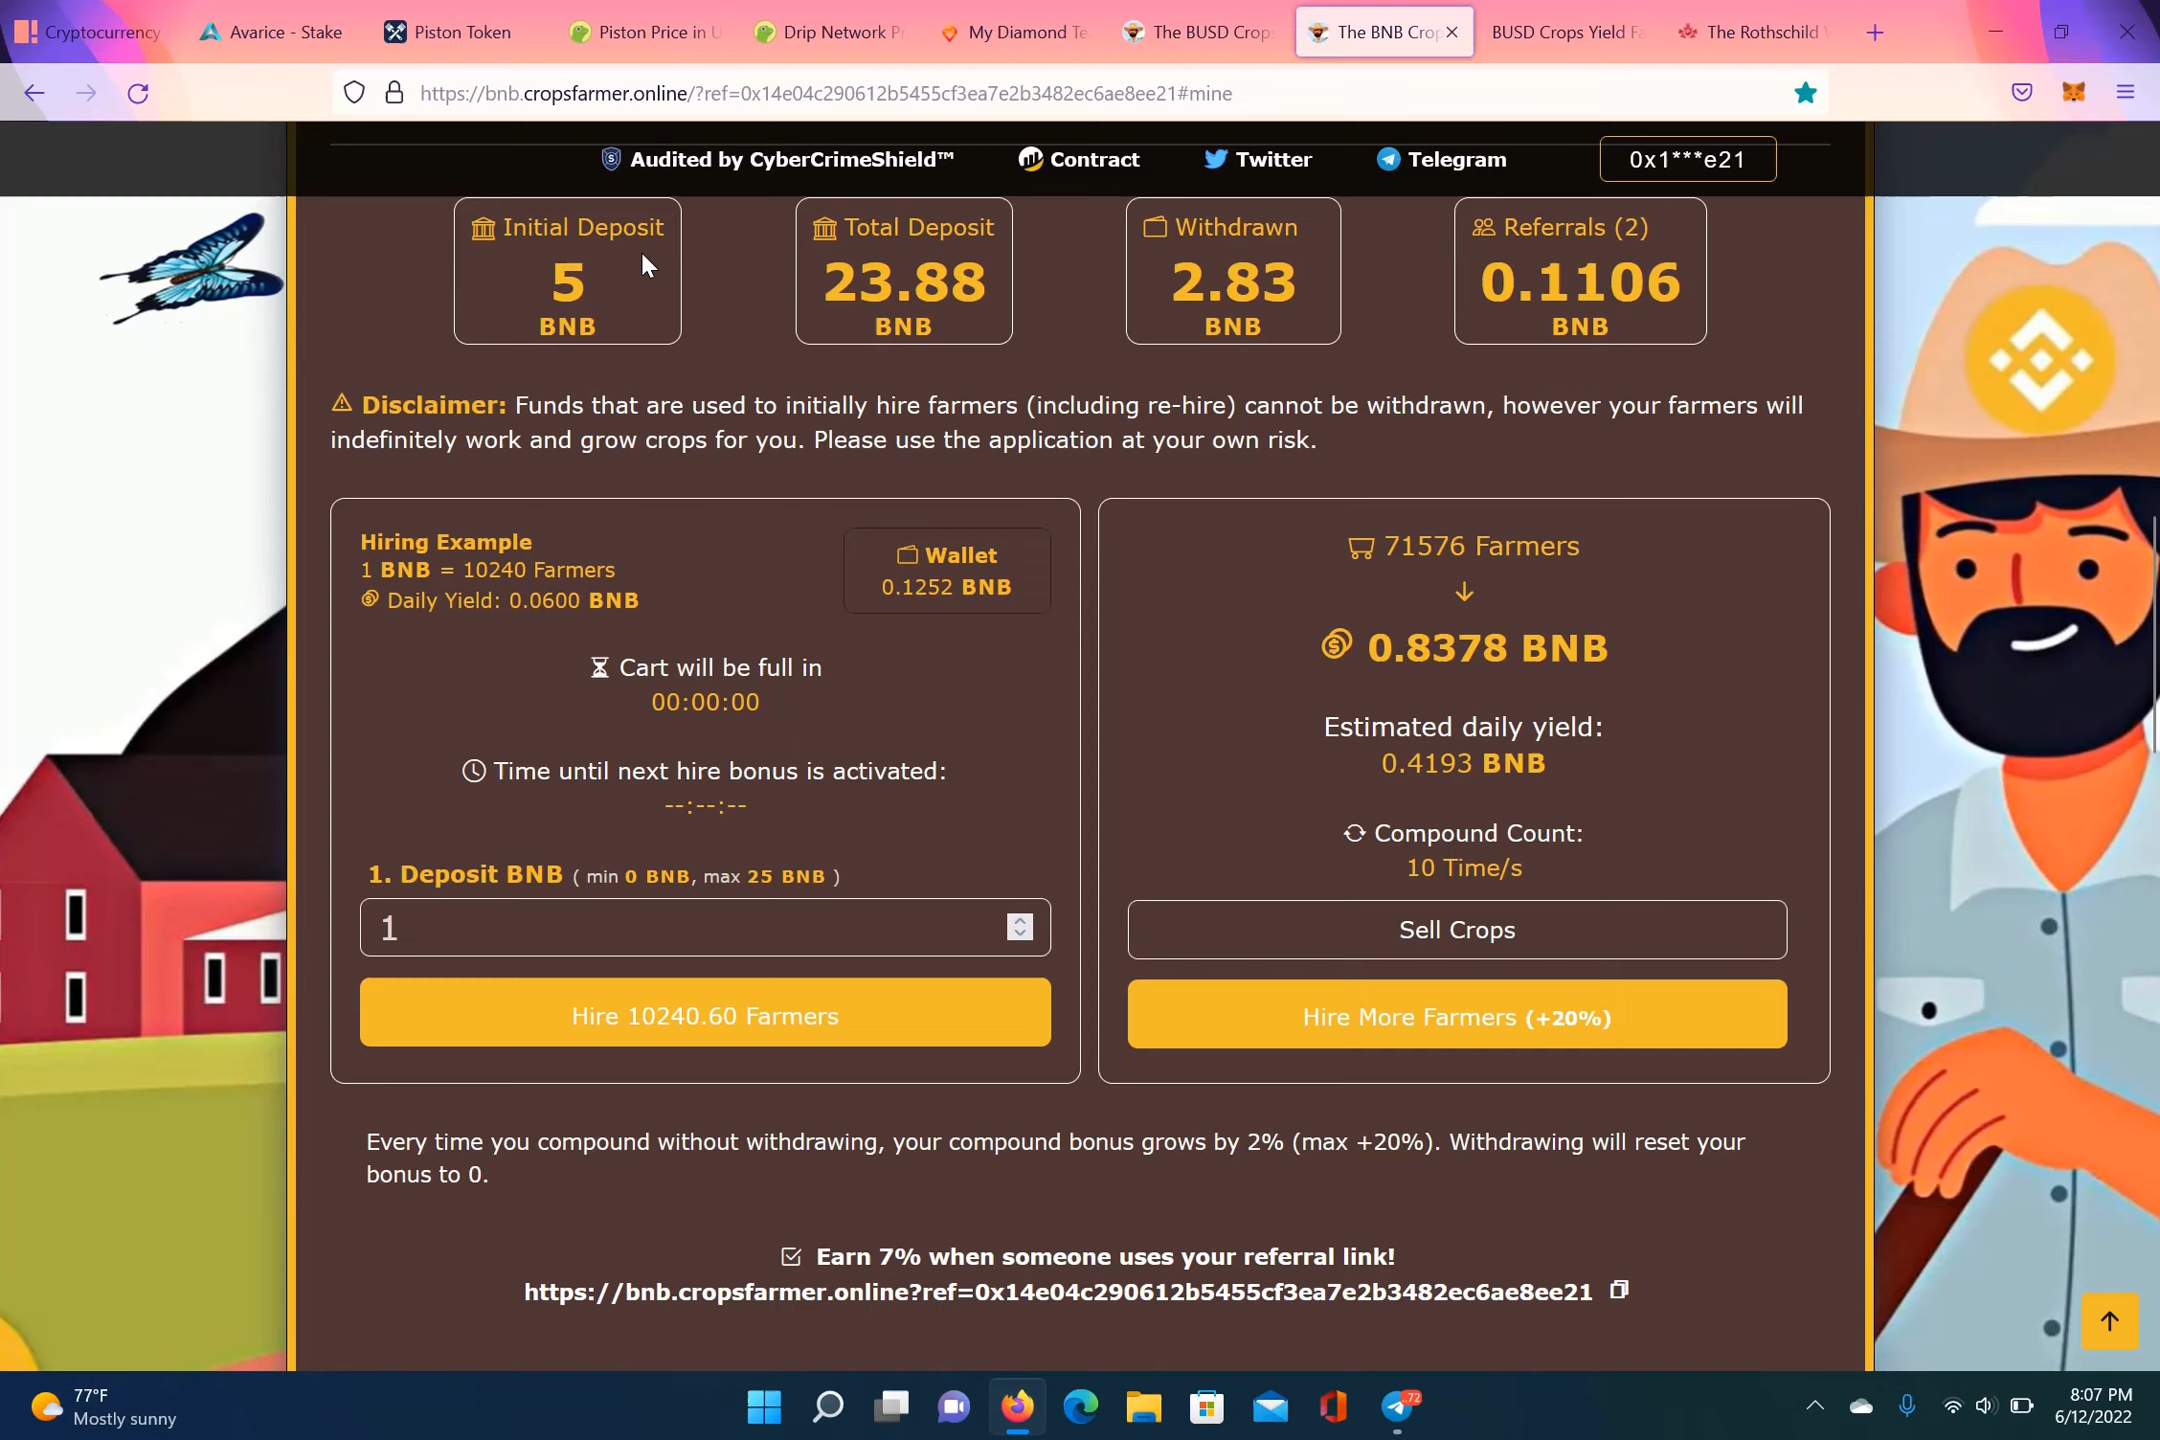 Cryptocurrency
Avarice - Stake
Piston Token
Piston Price in U
Drip Network Pr
My Diamond Te
The BUSD Crops
The BNB Crop
BUSD Crops Yield Fa
The Rothschild
https://bnb.cropsfarmer.online/?ref=0x14e04c290612b5455cf3ea7e2b3482ec6ae8ee21#mine
Audited by CyberCrimeShield™
Contract
Twitter
Telegram
0x1***e21
Initial Deposit
5
BNB
Total Deposit
23.88
BNB
Withdrawn
2.83
BNB
Referrals (2)
0.1106
BNB
Disclaimer: Funds that are used to initially hire farmers (including re-hire) cannot be withdrawn, however your farmers will
indefinitely work and grow crops for you. Please use the application at your own risk.
Hiring Example
1 BNB = 10240 Farmers
Daily Yield: 0.0600 BNB
Wallet
0.1252 BNB
Cart will be full in
00:00:00
Time until next hire bonus is activated:
--:--:--
1. Deposit BNB ( min 0 BNB, max 25 BNB )
1
Hire 10240.60 Farmers
71576 Farmers
0.8378 BNB
Estimated daily yield:
0.4193 BNB
Compound Count:
10 Time/s
Sell Crops
Hire More Farmers (+20%)
Every time you compound without withdrawing, your compound bonus grows by 2% (max +20%). Withdrawing will reset your
bonus to 0.
Earn 7% when someone uses your referral link!
https://bnb.cropsfarmer.online?ref=0x14e04c290612b5455cf3ea7e2b3482ec6ae8ee21
77°F
Mostly sunny
72
8:07 PM
6/12/2022